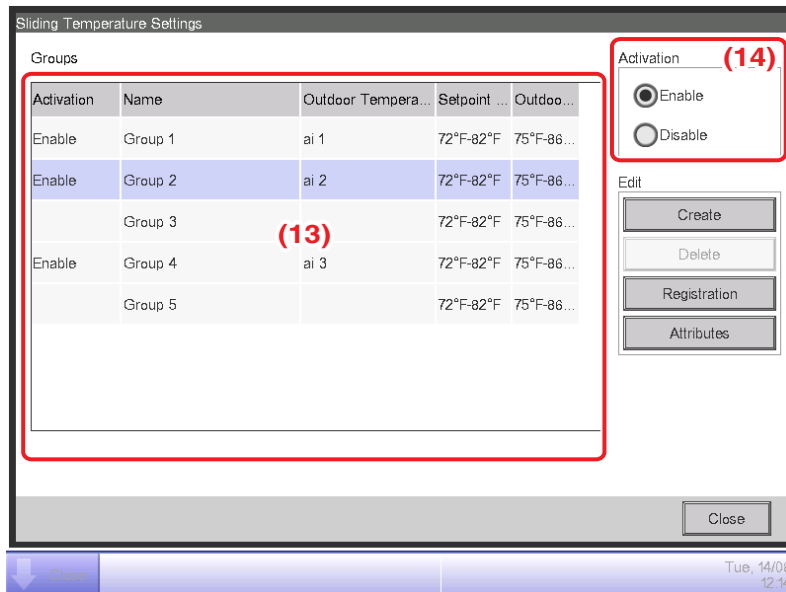 Sliding Temperature Settings
Groups
Activation Name Outdoor Tempera... Setpoint ... Outdoo...
Enable Group 1 ai 1 72°F-82°F 75°F-86...
Enable Group 2 ai 2 72°F-82°F 75°F-86...
Group 3 72°F-82°F 75°F-86...
(13)
Enable Group 4 ai 3 72°F-82°F 75°F-86...
Group 5 72°F-82°F 75°F-86...
Activation (14)
Enable
Disable
Edit
Create
Delete
Registration
Attributes
Close
Close
Tue, 14/08
12:14